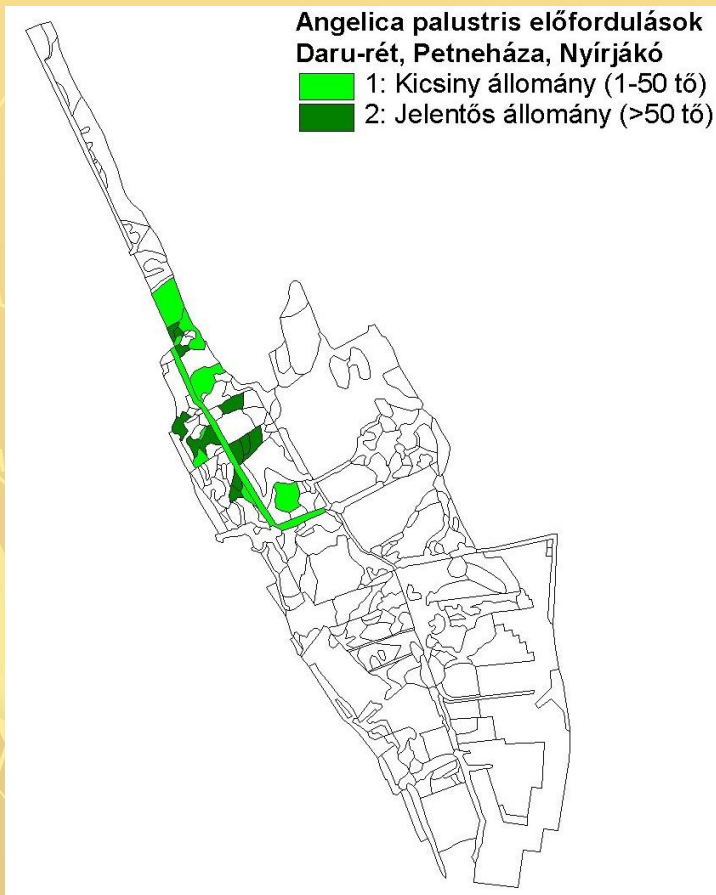 Angelica palustris előfordulások
Daru-rét, Petneháza, Nyírjákó
1: Kicsiny állomány (1-50 tő)
2: Jelentős állomány (>50 tő)